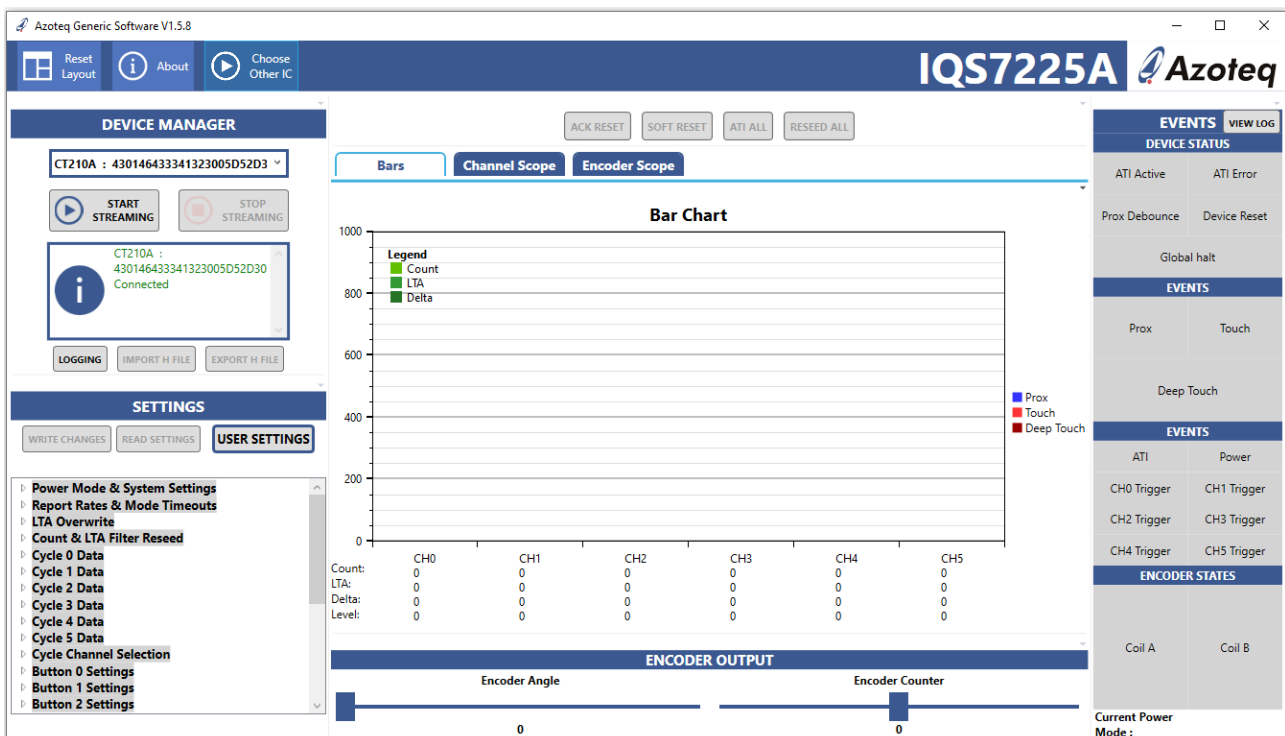 Azoteq Generic Software V1.5.8
Reset
Layout
About
Choose
Other IC
IQS7225A
Azoteq
DEVICE MANAGER
CT210A : 430146433341323005D52D3
START
STREAMING
STOP
STREAMING
CT210A :
430146433341323005D52D30
Connected
LOGGING
IMPORT H FILE
EXPORT H FILE
SETTINGS
WRITE CHANGES
READ SETTINGS
USER SETTINGS
Power Mode & System Settings
Report Rates & Mode Timeouts
LTA Overwrite
Count & LTA Filter Reseed
Cycle 0 Data
Cycle 1 Data
Cycle 2 Data
Cycle 3 Data
Cycle 4 Data
Cycle 5 Data
Cycle Channel Selection
Button 0 Settings
Button 1 Settings
Button 2 Settings
ACK RESET
SOFT RESET
ATI ALL
RESEED ALL
Bars
Channel Scope
Encoder Scope
Bar Chart
1000
800
600
400
200
0
Legend
Count
LTA
Delta
Prox
Touch
Deep Touch
CH0 CH1 CH2 CH3 CH4 CH5
Count: 0 0 0 0 0 0
LTA: 0 0 0 0 0 0
Delta: 0 0 0 0 0 0
Level: 0 0 0 0 0 0
ENCODER OUTPUT
Encoder Angle
0
Encoder Counter
0
EVENTS
VIEW LOG
DEVICE STATUS
ATI Active ATI Error
Prox Debounce Device Reset
Global halt
EVENTS
Prox Touch
Deep Touch
EVENTS
ATI Power
CH0 Trigger CH1 Trigger
CH2 Trigger CH3 Trigger
CH4 Trigger CH5 Trigger
ENCODER STATES
Coil A Coil B
Current Power
Mode :